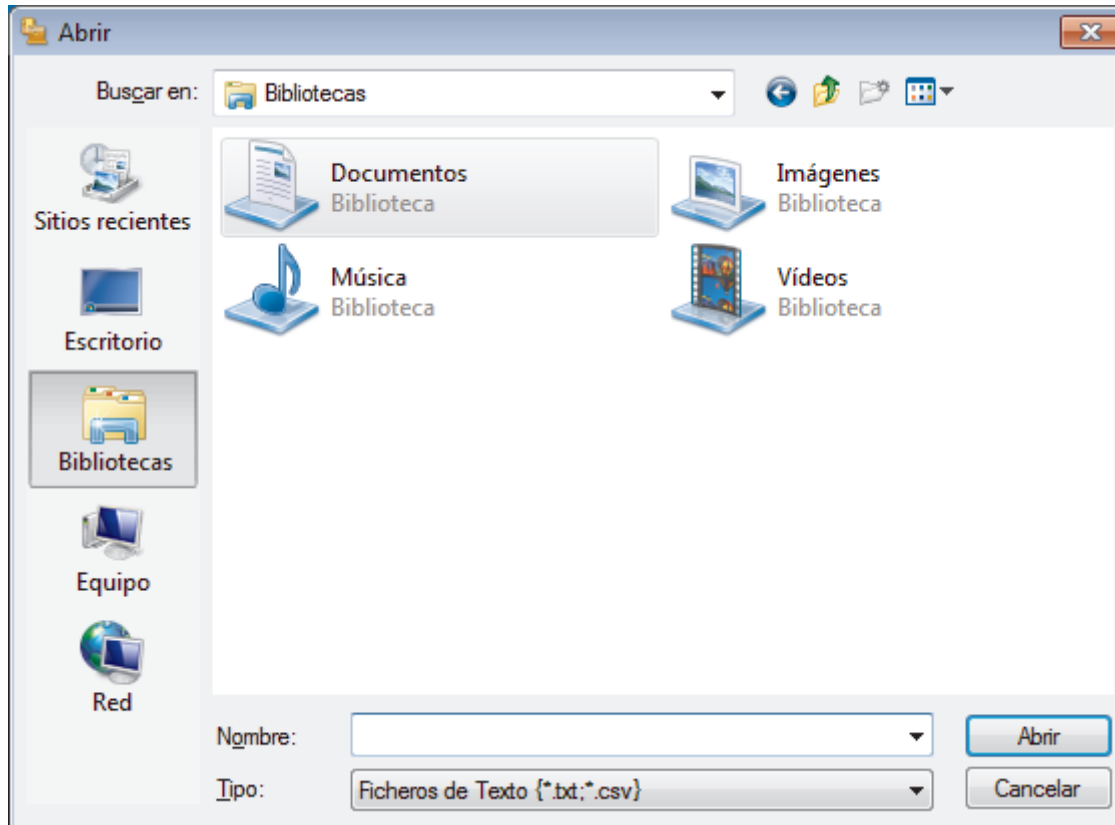 Abrir
Buscar en:
Bibliotecas
Sitios recientes
Escritorio
Bibliotecas
Equipo
Red
Documentos
Biblioteca
Imágenes
Biblioteca
Música
Biblioteca
Vídeos
Biblioteca
Nombre:
Abrir
Tipo:
Ficheros de Texto {*.txt;*.csv}
Cancelar